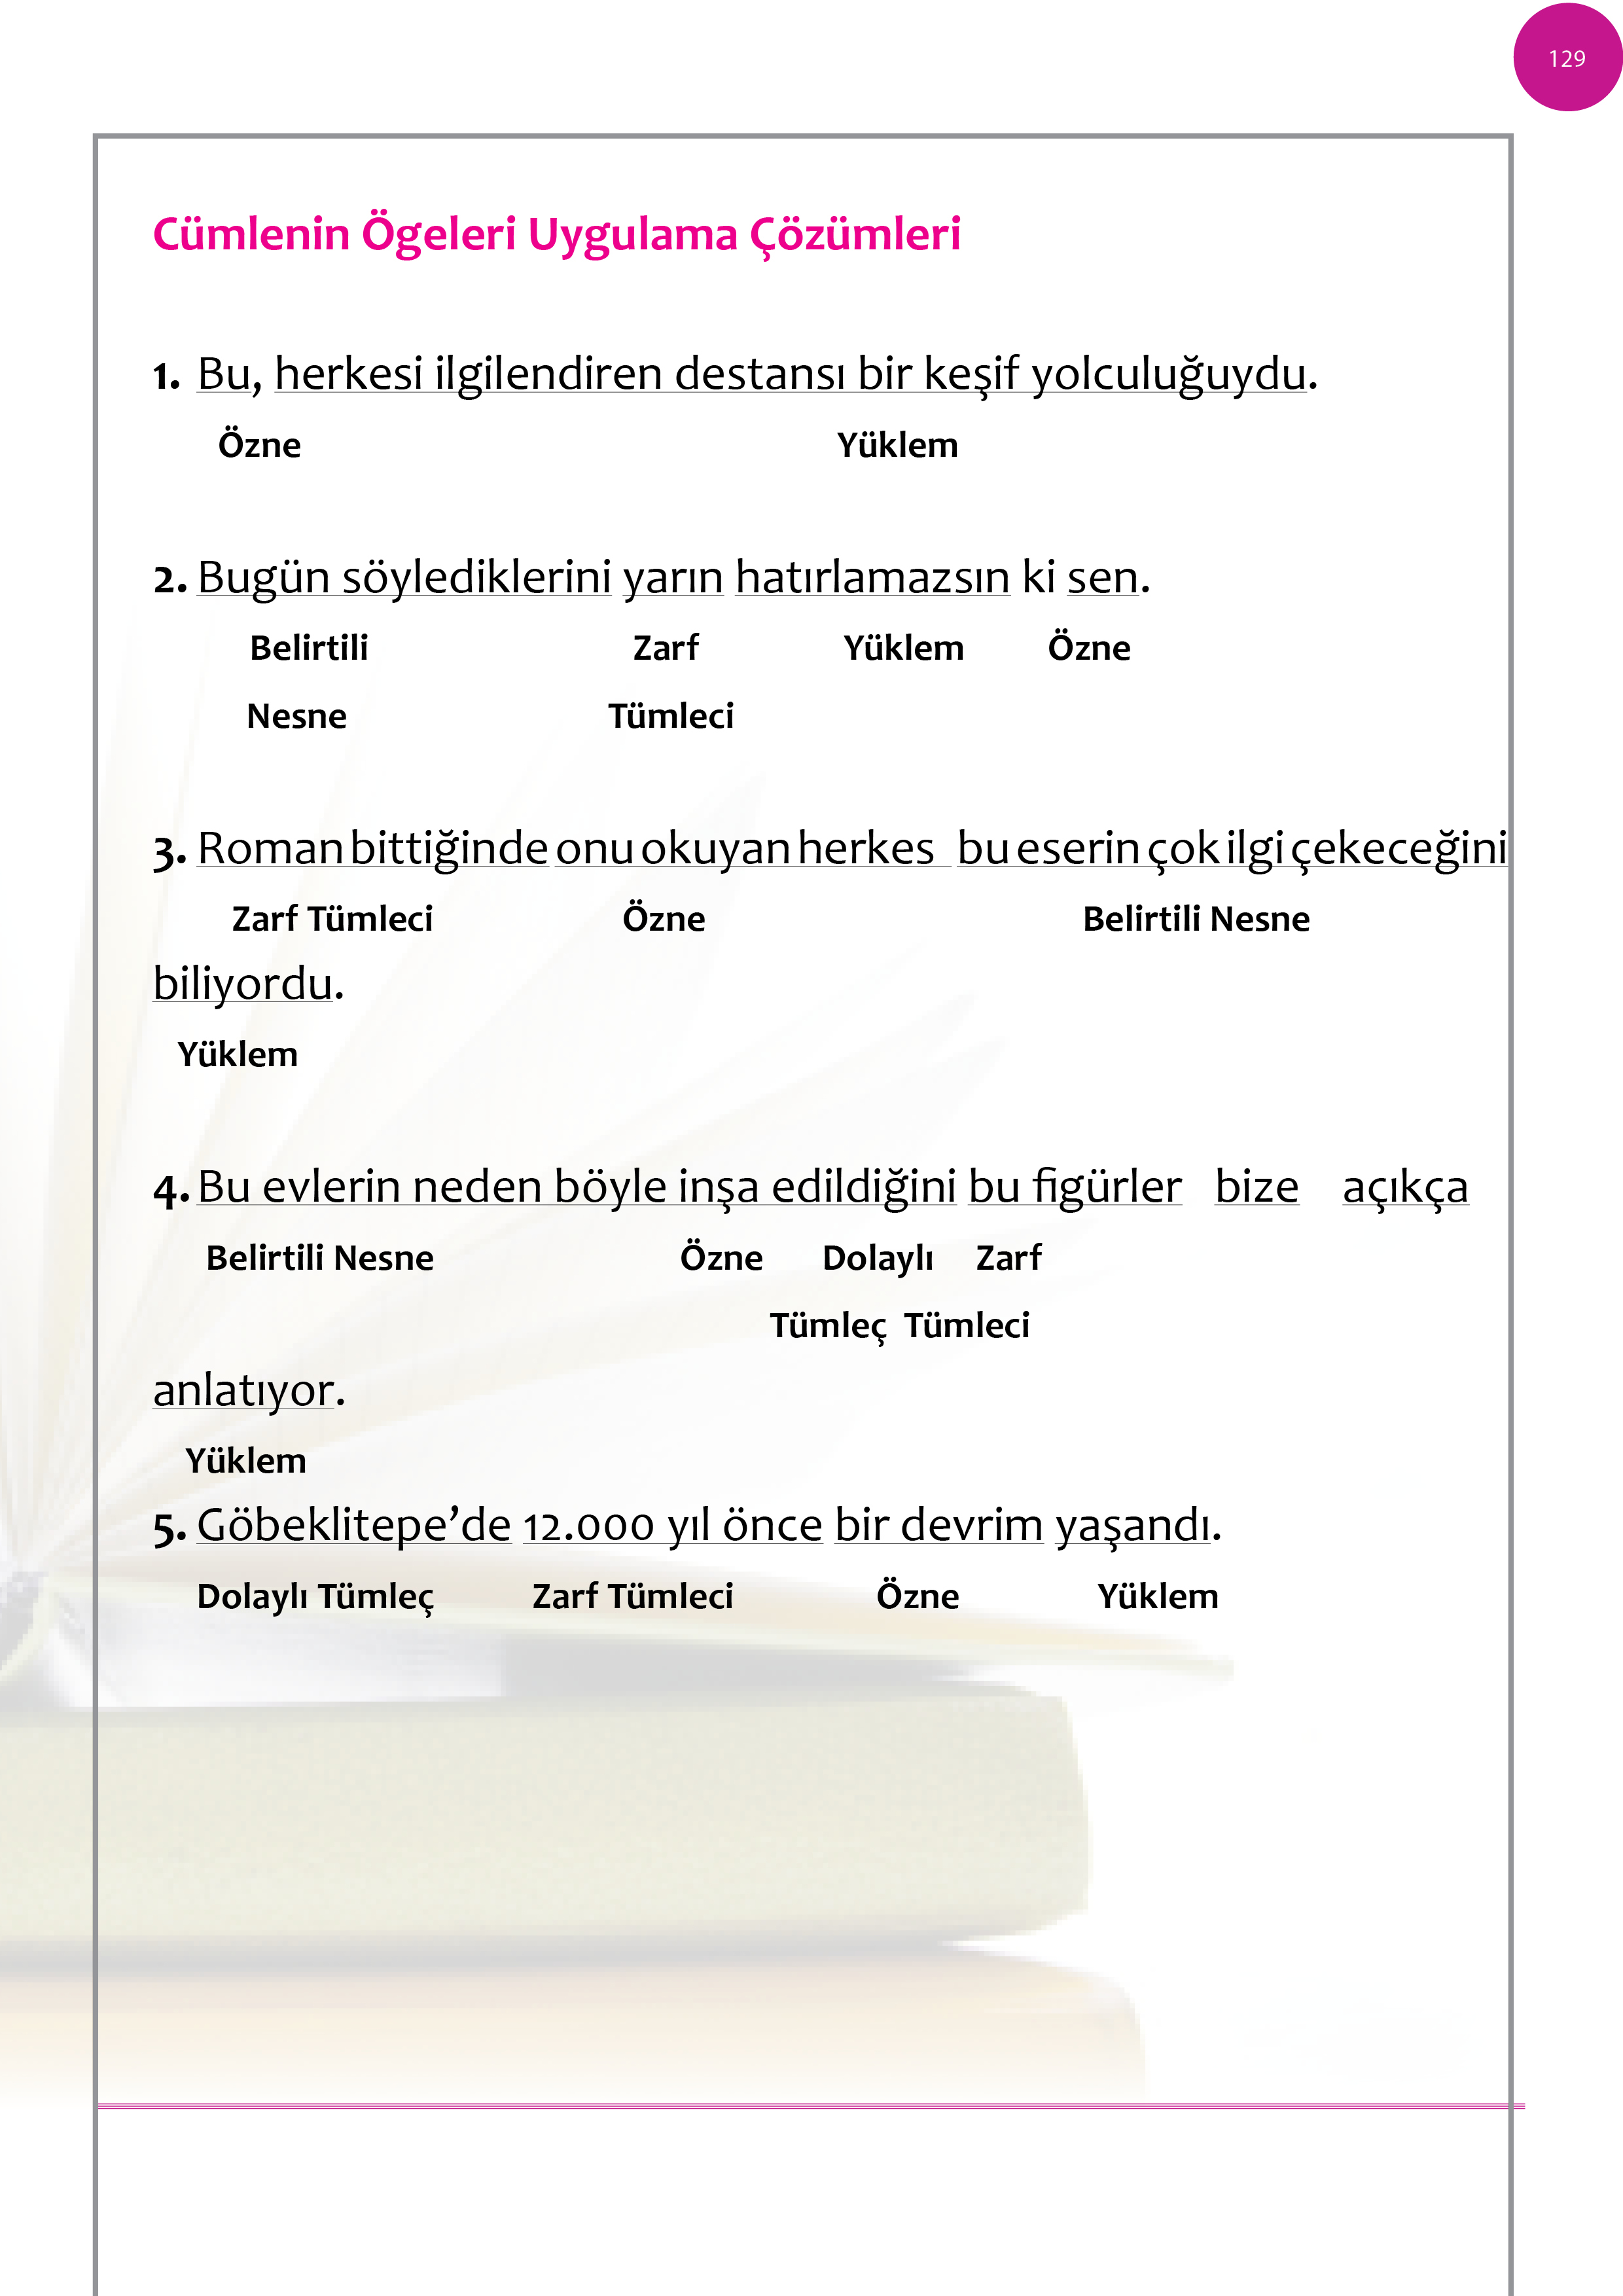 129
Cümlenin Ögeleri Uygulama Çözümleri
1. Bu, herkesi ilgilendiren destansı bir keşif yolculuğuydu.
Özne Yüklem
2. Bugün söylediklerini yarın hatırlamazsın ki sen.
Belirtili Zarf Yüklem Özne
Nesne Tümleci
3. Roman bittiğinde onu okuyan herkes bu eserin çok ilgi çekeceğini
Zarf Tümleci Özne Belirtili Nesne
biliyordu.
Yüklem
4. Bu evlerin neden böyle inşa edildiğini bu figürler bize açıkça
Belirtili Nesne Özne Dolaylı Zarf
Tümleç Tümleci
anlatıyor.
Yüklem
5. Göbeklitepe’de 12.000 yıl önce bir devrim yaşandı.
Dolaylı Tümleç Zarf Tümleci Özne Yüklem